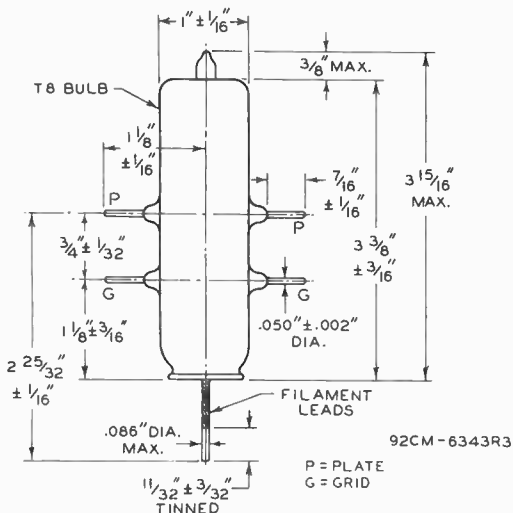 1" ± 1/16"
3/8" MAX.
T8 BULB
1 1/8"
± 1/16"
7/16"
± 1/16"
3 15/16"
MAX.
P
P
3/4" ± 1/32"
3 3/8"
± 3/16"
G
G
1 1/8" ± 3/16"
.050" ± .002"
DIA.
2 25/32"
± 1/16"
FILAMENT
LEADS
.086" DIA.
MAX.
92CM-6343R3
P = PLATE
G = GRID
11/32" ± 3/32"
TINNED